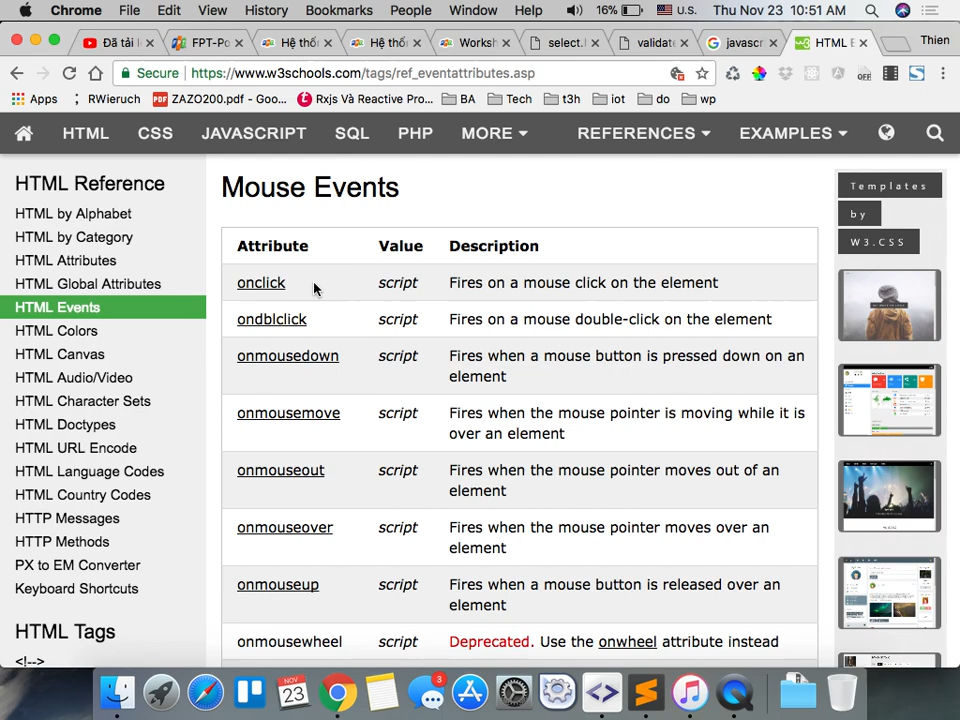 Chrome File Edit View History Bookmarks People Window Help 16% U.S. Thu Nov 23 10:51 AM
Đã tải l FPT-Po Hệ thố Hệ thố Worksh select.l validate javascr HTML E Thien
Secure https://www.w3schools.com/tags/ref_eventattributes.asp OFF
Apps RWieruch PDF ZAZO200.pdf - Goo... Rxjs Và Reactive Pro... BA Tech t3h iot do wp
HTML CSS JAVASCRIPT SQL PHP MORE REFERENCES EXAMPLES
HTML Reference
HTML by Alphabet
HTML by Category
HTML Attributes
HTML Global Attributes
HTML Events
HTML Colors
HTML Canvas
HTML Audio/Video
HTML Character Sets
HTML Doctypes
HTML URL Encode
HTML Language Codes
HTML Country Codes
HTTP Messages
HTTP Methods
PX to EM Converter
Keyboard Shortcuts
HTML Tags
<!-->
Mouse Events
Attribute Value Description
onclick script Fires on a mouse click on the element
ondblclick script Fires on a mouse double-click on the element
onmousedown script Fires when a mouse button is pressed down on an
element
onmousemove script Fires when the mouse pointer is moving while it is
over an element
onmouseout script Fires when the mouse pointer moves out of an
element
onmouseover script Fires when the mouse pointer moves over an
element
onmouseup script Fires when a mouse button is released over an
element
onmousewheel script Deprecated. Use the onwheel attribute instead
Templates
by
W3.CSS
NOV
23
3